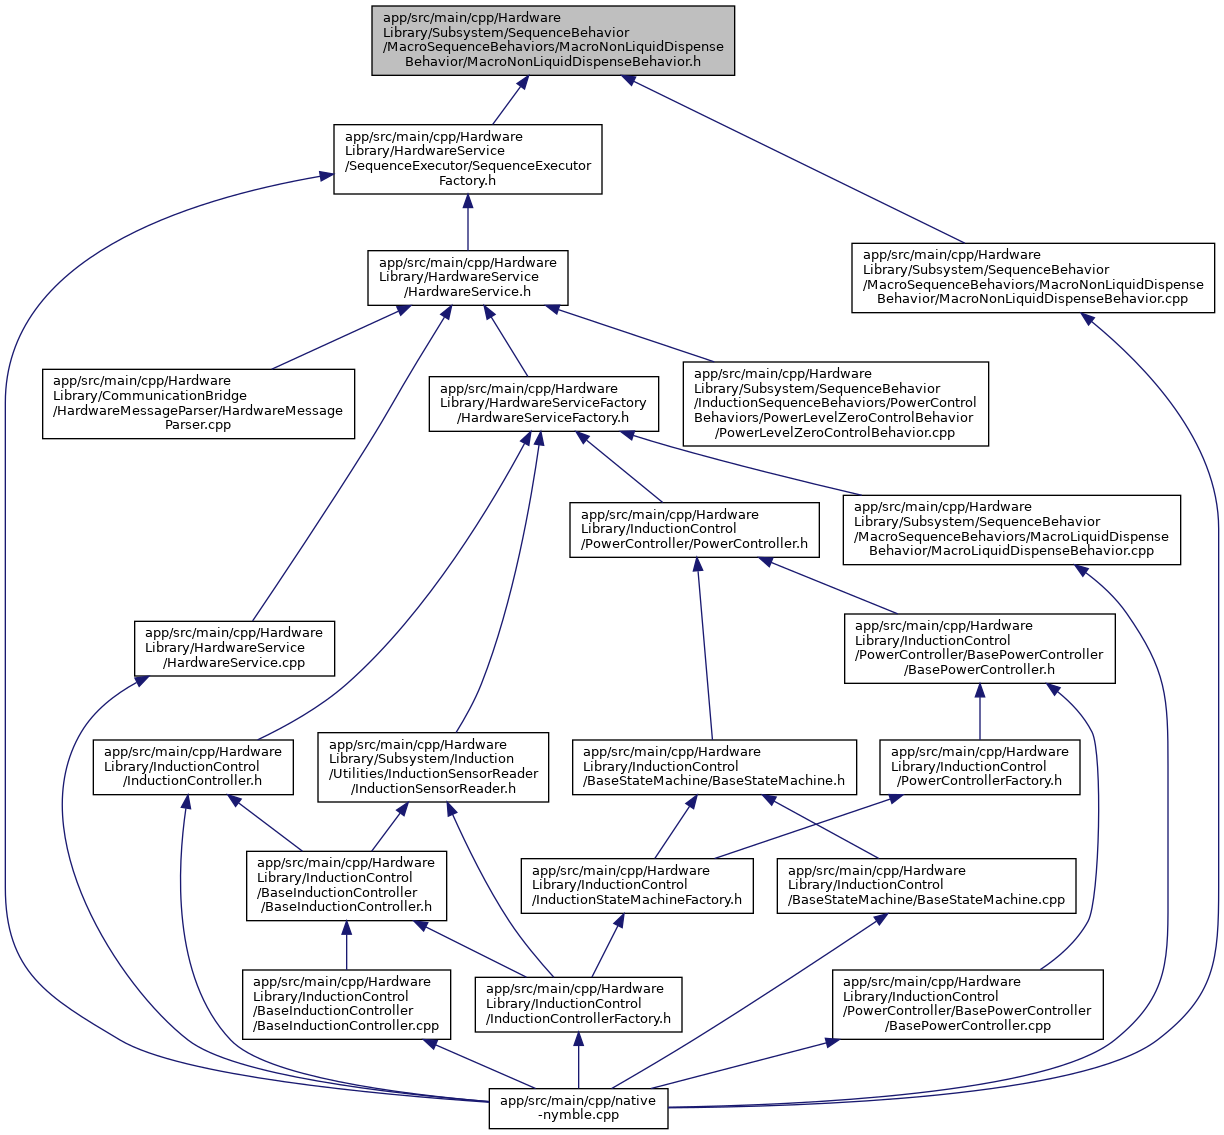 app/src/main/cpp/Hardware
Library/Subsystem/SequenceBehavior
/MacroSequenceBehaviors/MacroNonLiquidDispense
Behavior/MacroNonLiquidDispenseBehavior.h
app/src/main/cpp/Hardware
Library/HardwareService
/SequenceExecutor/SequenceExecutor
Factory.h
app/src/main/cpp/Hardware
Library/HardwareService
/HardwareService.h
app/src/main/cpp/Hardware
Library/Subsystem/SequenceBehavior
/MacroSequenceBehaviors/MacroNonLiquidDispense
Behavior/MacroNonLiquidDispenseBehavior.cpp
app/src/main/cpp/Hardware
Library/CommunicationBridge
/HardwareMessageParser/HardwareMessage
Parser.cpp
app/src/main/cpp/Hardware
Library/HardwareServiceFactory
/HardwareServiceFactory.h
app/src/main/cpp/Hardware
Library/Subsystem/SequenceBehavior
/InductionSequenceBehaviors/PowerControl
Behaviors/PowerLevelZeroControlBehavior
/PowerLevelZeroControlBehavior.cpp
app/src/main/cpp/Hardware
Library/InductionControl
/PowerController/PowerController.h
app/src/main/cpp/Hardware
Library/Subsystem/SequenceBehavior
/MacroSequenceBehaviors/MacroLiquidDispense
Behavior/MacroLiquidDispenseBehavior.cpp
app/src/main/cpp/Hardware
Library/HardwareService
/HardwareService.cpp
app/src/main/cpp/Hardware
Library/InductionControl
/PowerController/BasePowerController
/BasePowerController.h
app/src/main/cpp/Hardware
Library/InductionControl
/InductionController.h
app/src/main/cpp/Hardware
Library/Subsystem/Induction
/Utilities/InductionSensorReader
/InductionSensorReader.h
app/src/main/cpp/Hardware
Library/InductionControl
/BaseStateMachine/BaseStateMachine.h
app/src/main/cpp/Hardware
Library/InductionControl
/PowerControllerFactory.h
app/src/main/cpp/Hardware
Library/InductionControl
/BaseInductionController
/BaseInductionController.h
app/src/main/cpp/Hardware
Library/InductionControl
/InductionStateMachineFactory.h
app/src/main/cpp/Hardware
Library/InductionControl
/BaseStateMachine/BaseStateMachine.cpp
app/src/main/cpp/Hardware
Library/InductionControl
/BaseInductionController
/BaseInductionController.cpp
app/src/main/cpp/Hardware
Library/InductionControl
/InductionControllerFactory.h
app/src/main/cpp/Hardware
Library/InductionControl
/PowerController/BasePowerController
/BasePowerController.cpp
app/src/main/cpp/native
-nymble.cpp